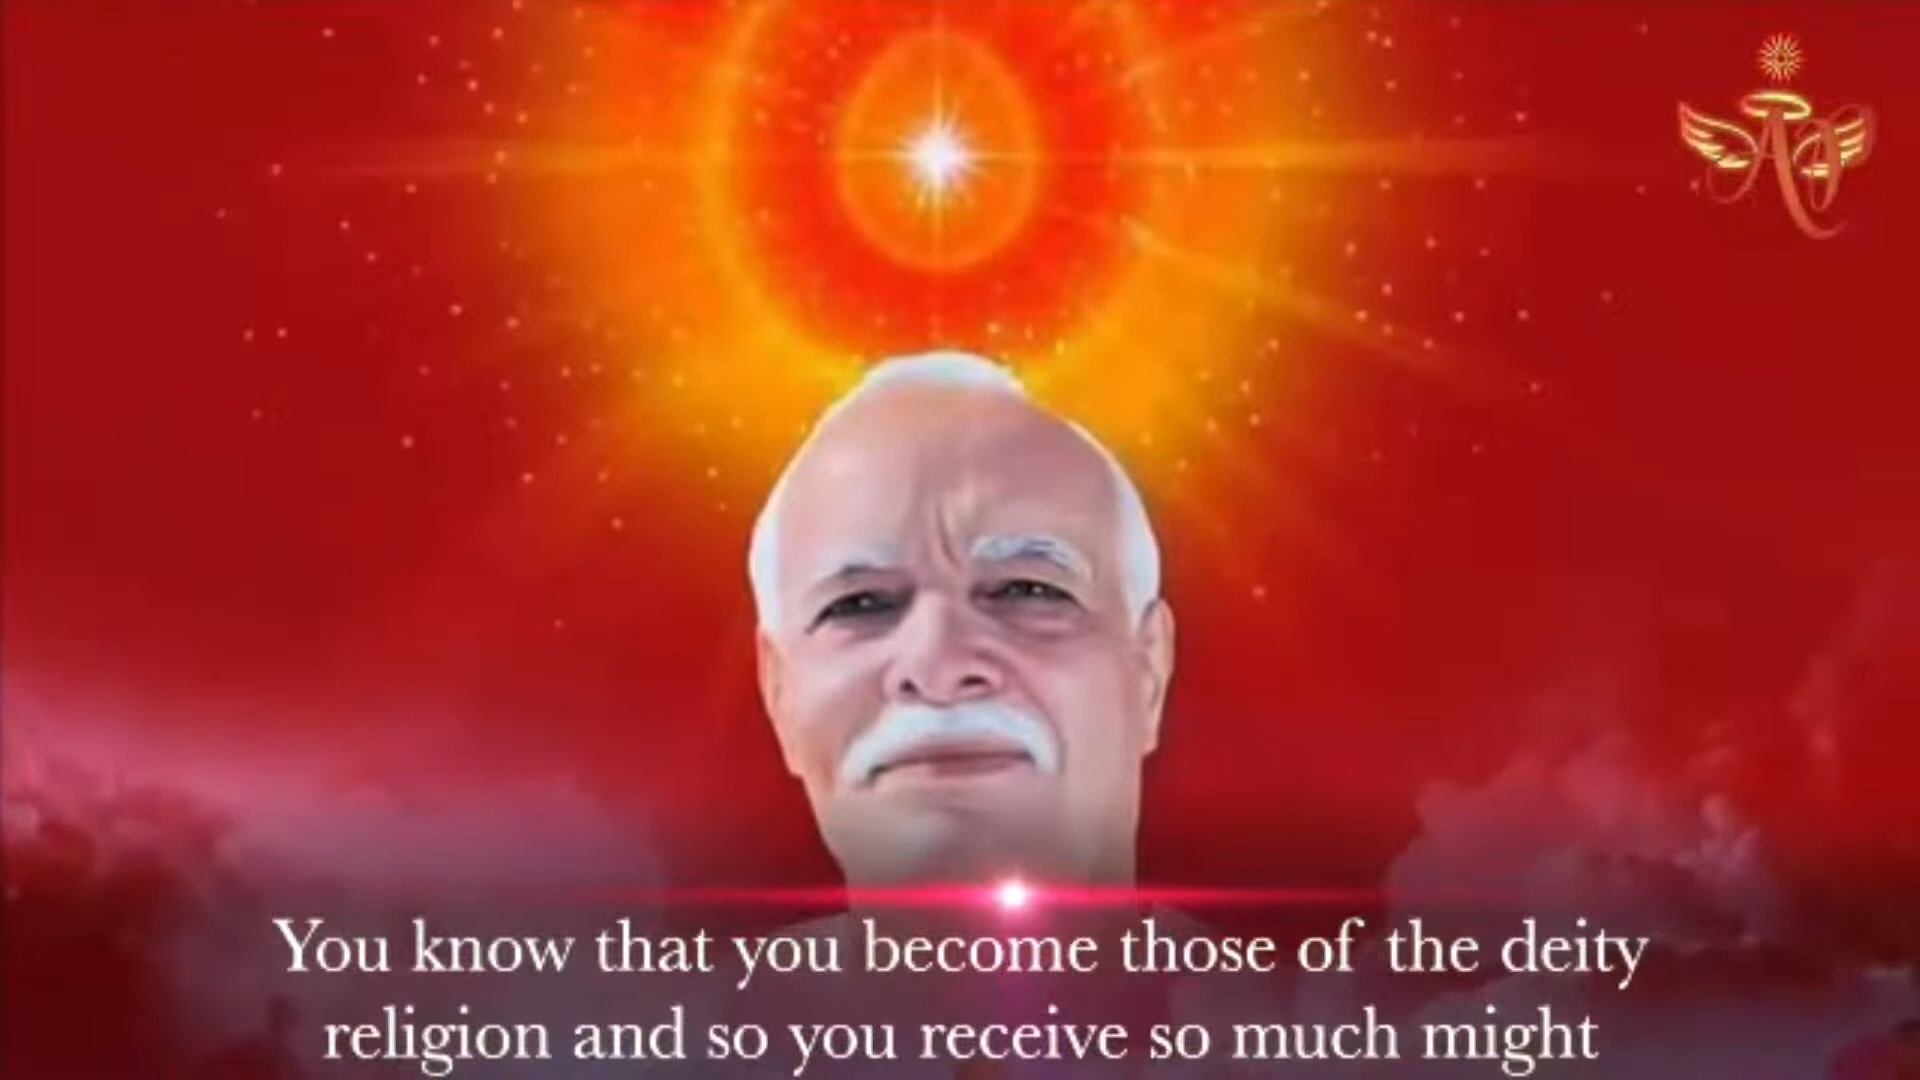 You know that you become those of the deity
religion and so you receive so much might